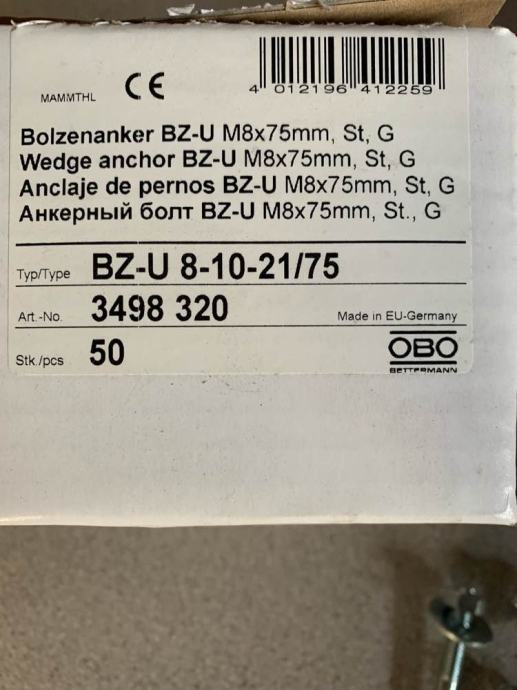 MAMMTHL CE
4 012196 412259
Bolzenanker BZ-U M8x75mm, St, G
Wedge anchor BZ-U M8x75mm, St, G
Anclaje de pernos BZ-U M8x75mm, St, G
Анкерный болт BZ-U M8x75mm, St., G
Typ/Type BZ-U 8-10-21/75
Art.-No. 3498 320 Made in EU-Germany
Stk./pcs 50 OBO
BETTERMANN